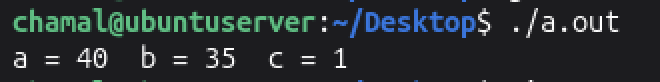 chamal@ubuntuserver:~/Desktop$ ./a.out
a = 40  b = 35  c = 1